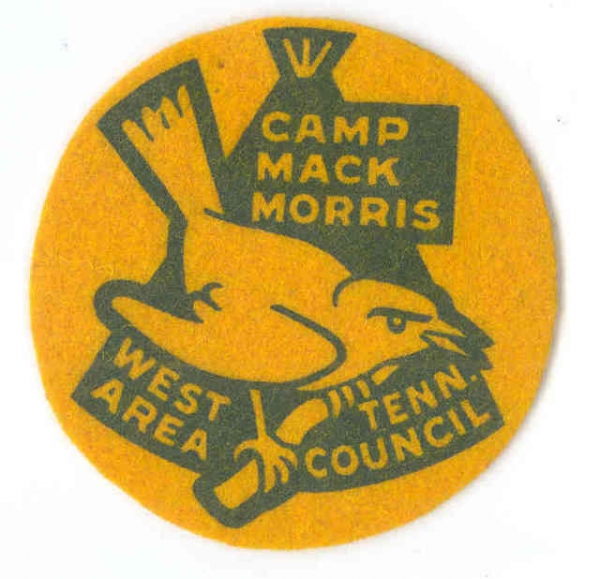 CAMP
MACK
MORRIS
WEST TENN.
AREA COUNCIL